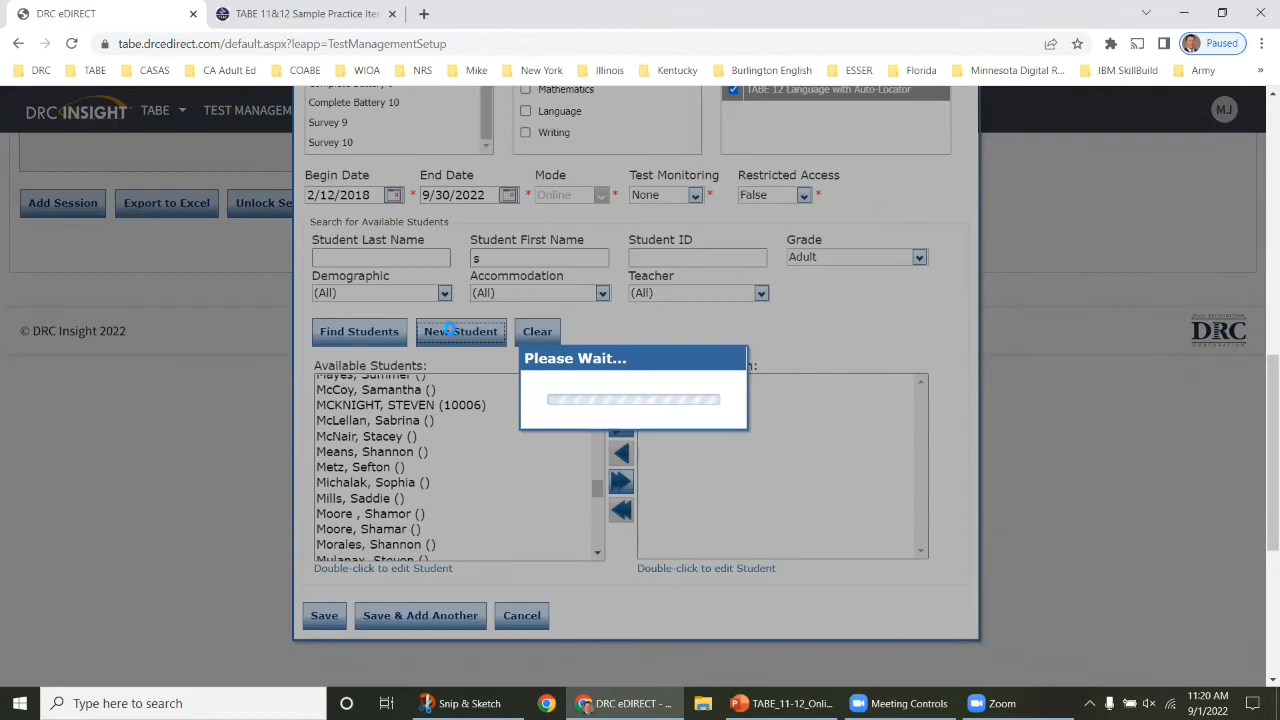 DRC eDIRECT
TABE 11&12 Sample Practice Iter
tabe.drcedirect.com/default.aspx?leapp=TestManagementSetup
Paused
DRC
TABE
CASAS
CA Adult Ed
COABE
WIOA
NRS
Mike
New York
Illinois
Kentucky
Burlington English
ESSER
Florida
Minnesota Digital R...
IBM SkillBuild
Army
»
DRC INSIGHT
TABE
TEST MANAGEM
MJ
Complete Battery 10
Survey 9
Survey 10
Mathematics
Language
Writing
TABE 12 Language with Auto-Locator
Begin Date
End Date
Mode
Test Monitoring
Restricted Access
2/12/2018
*
9/30/2022
*
Online
*
None
*
False
*
Add Session
Export to Excel
Unlock Se
Search for Available Students
Student Last Name
Student First Name
Student ID
Grade
s
Adult
Demographic
Accommodation
Teacher
(All)
(All)
(All)
© DRC Insight 2022
DRC
Find Students
New Student
Clear
Please Wait...
Available Students:
n:
Mayes, Summer ()
McCoy, Samantha ()
MCKNIGHT, STEVEN (10006)
McLellan, Sabrina ()
McNair, Stacey ()
Means, Shannon ()
Metz, Sefton ()
Michalak, Sophia ()
Mills, Saddie ()
Moore , Shamor ()
Moore, Shamar ()
Morales, Shannon ()
Mulanax, Steven ()
Double-click to edit Student
Double-click to edit Student
Save
Save & Add Another
Cancel
Type here to search
Snip & Sketch
DRC eDIRECT - ...
TABE_11-12_Onli...
Meeting Controls
Zoom
11:20 AM
9/1/2022